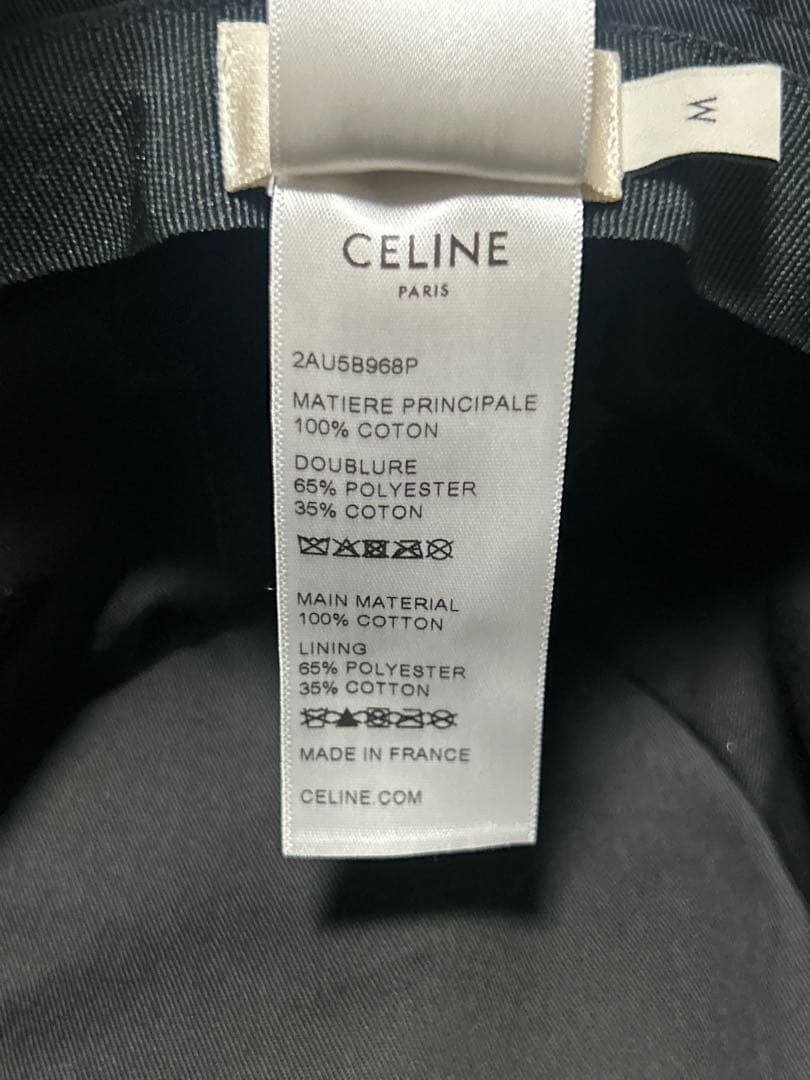 M
CELINE
PARIS
2AU5B968P
MATIERE PRINCIPALE
100% COTON
DOUBLURE
65% POLYESTER
35% COTON
MAIN MATERIAL
100% COTTON
LINING
65% POLYESTER
35% COTTON
MADE IN FRANCE
CELINE.COM